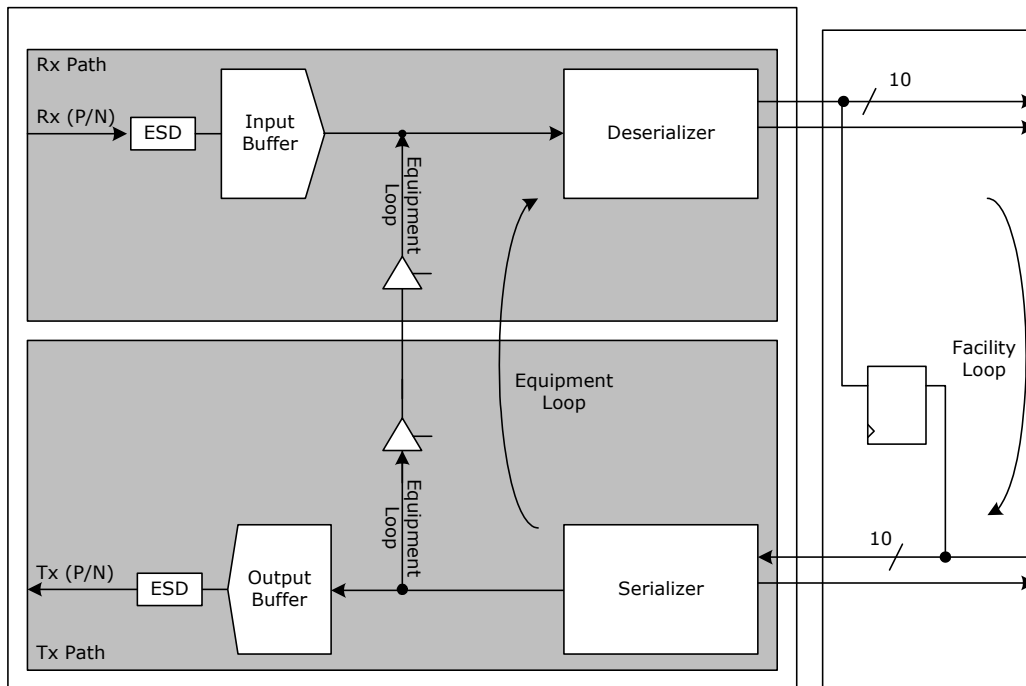 Rx Path
Rx (P/N)
ESD
Input
Buffer
Equipment
Loop
Deserializer
10
Equipment
Loop
Facility
Loop
Equipment
Loop
10
Tx (P/N)
ESD
Output
Buffer
Serializer
Tx Path